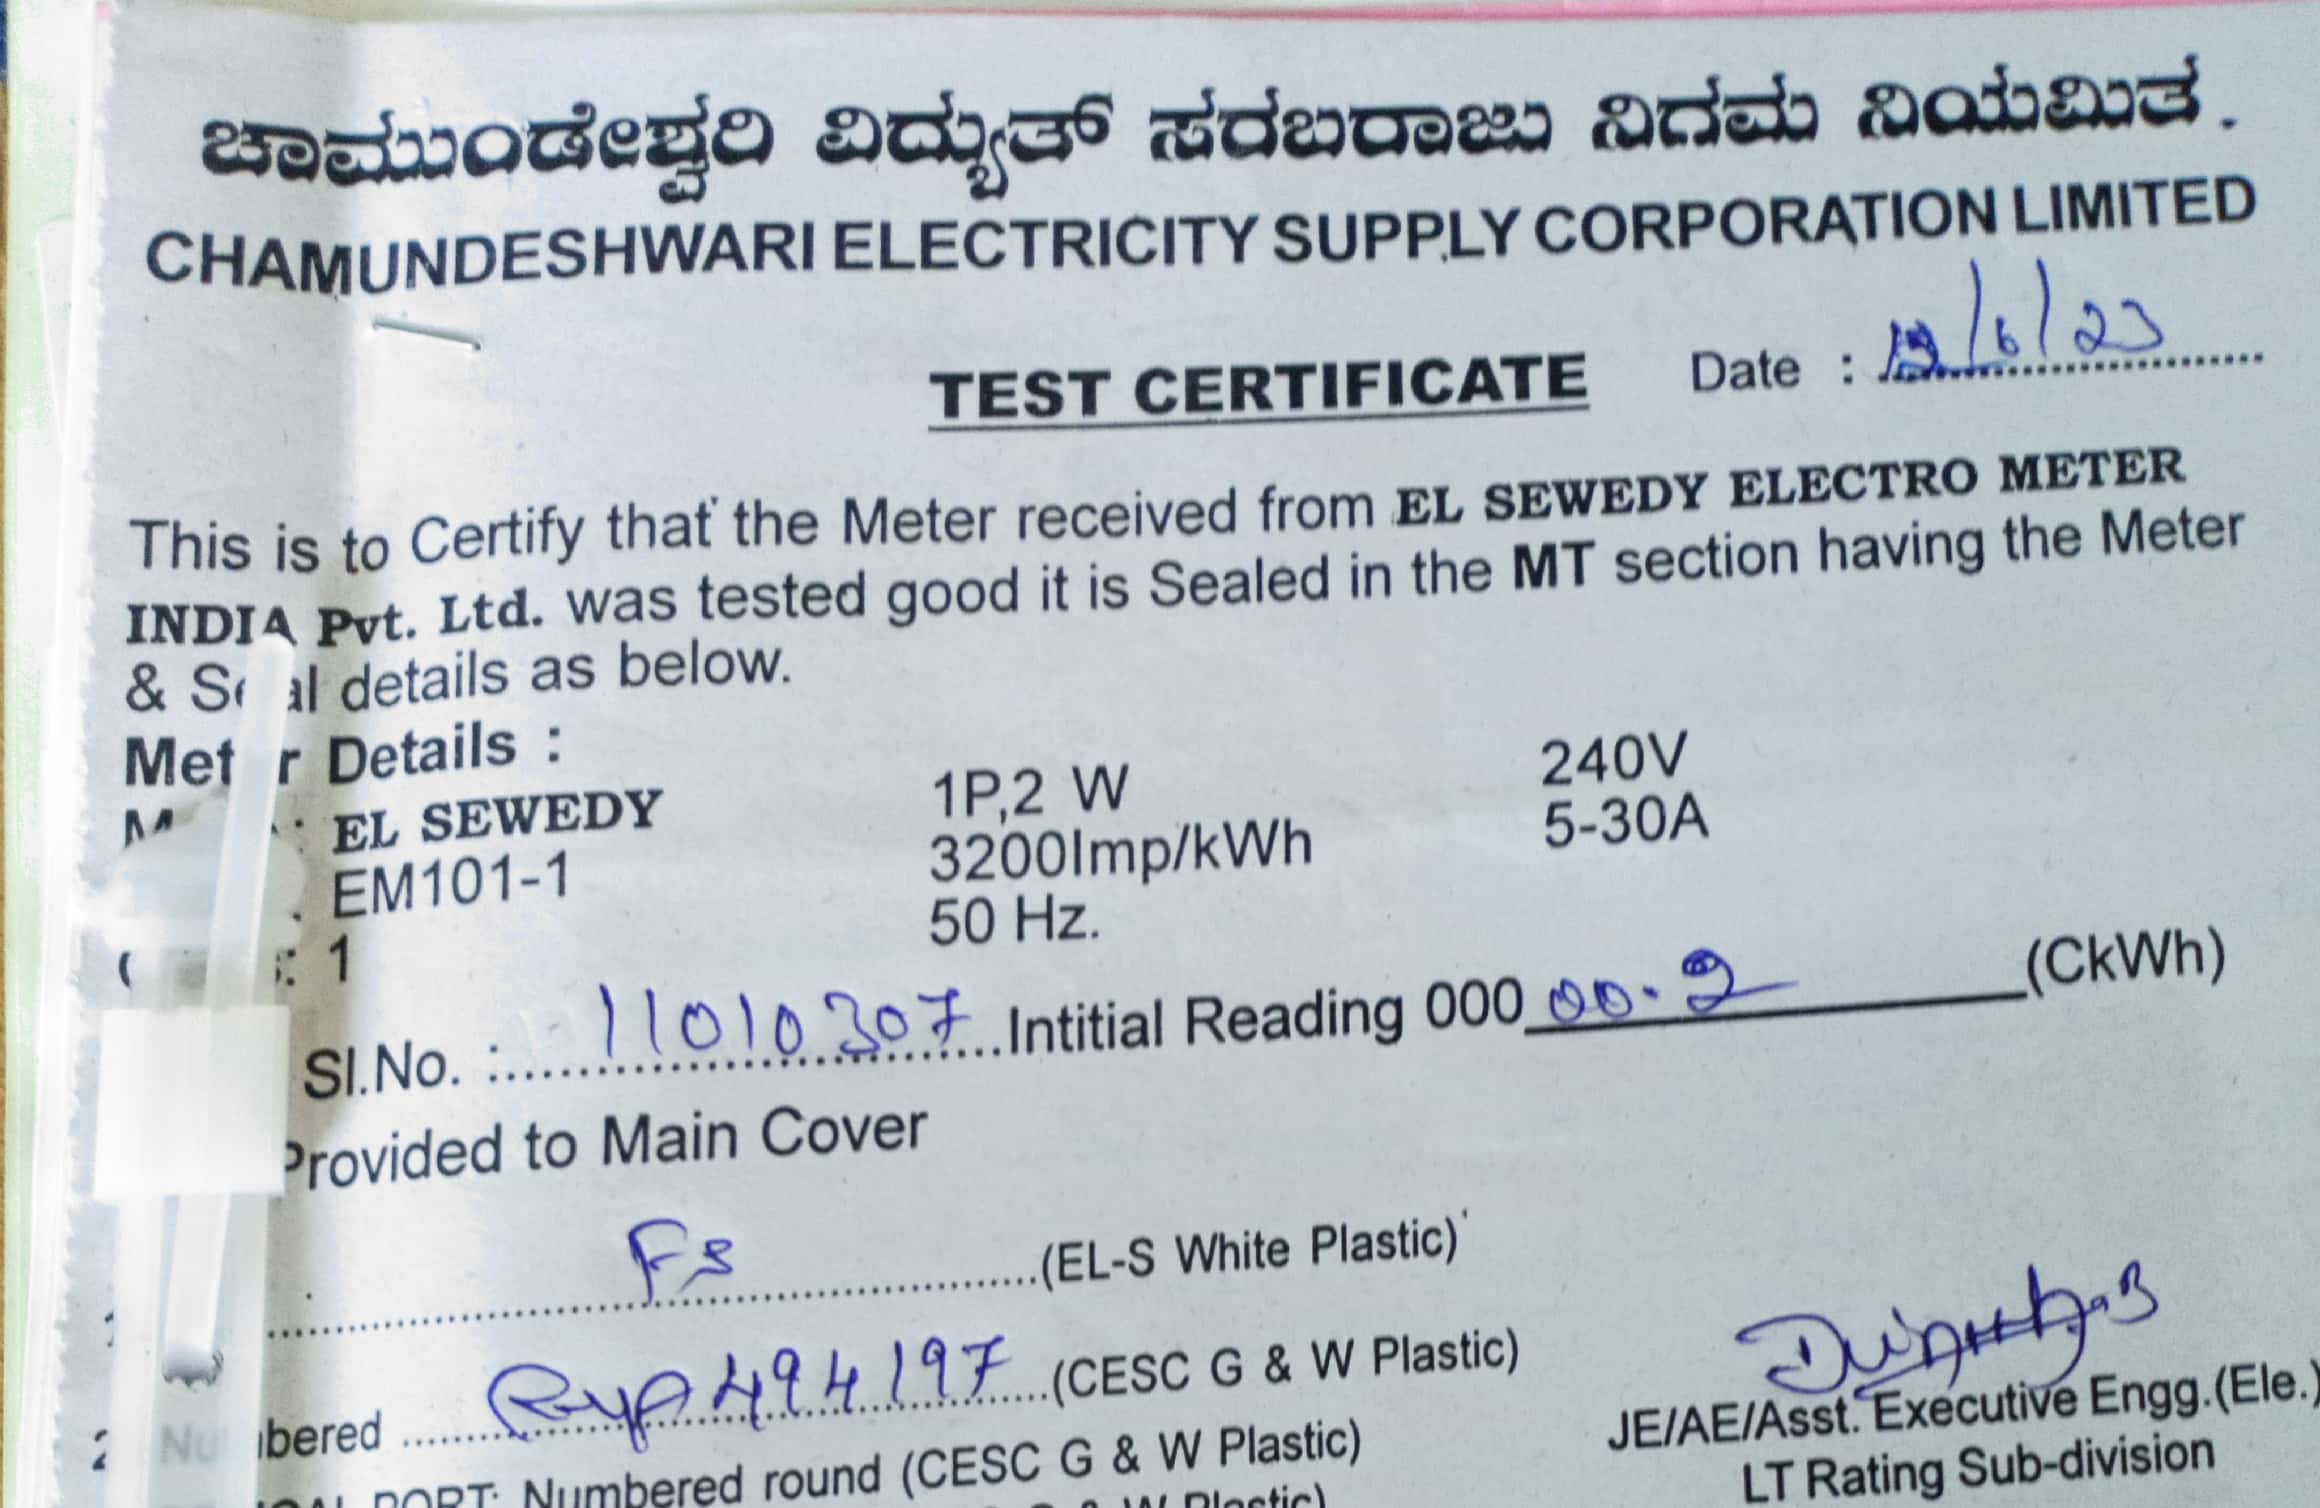 ಚಾಮುಂಡೇಶ್ವರಿ ವಿದ್ಯುತ್ ಸರಬರಾಜು ನಿಗಮ ನಿಯಮಿತ.
CHAMUNDESHWARI ELECTRICITY SUPPLY CORPORATION LIMITED
TEST CERTIFICATE Date : 12/6/23
This is to Certify that the Meter received from EL SEWEDY ELECTRO METER
INDIA Pvt. Ltd. was tested good it is Sealed in the MT section having the Meter
& Seal details as below.
Meter Details :
: EL SEWEDY 1P,2 W 240V
EM101-1 3200Imp/kWh 5-30A
: 1 50 Hz.
Sl.No. : 11010307 Intitial Reading 000 00.2 (CkWh)
Provided to Main Cover
FS (EL-S White Plastic)
2 Numbered 494197 (CESC G & W Plastic)
PORT: Numbered round (CESC G & W Plastic)
JE/AE/Asst. Executive Engg.(Ele.)
LT Rating Sub-division